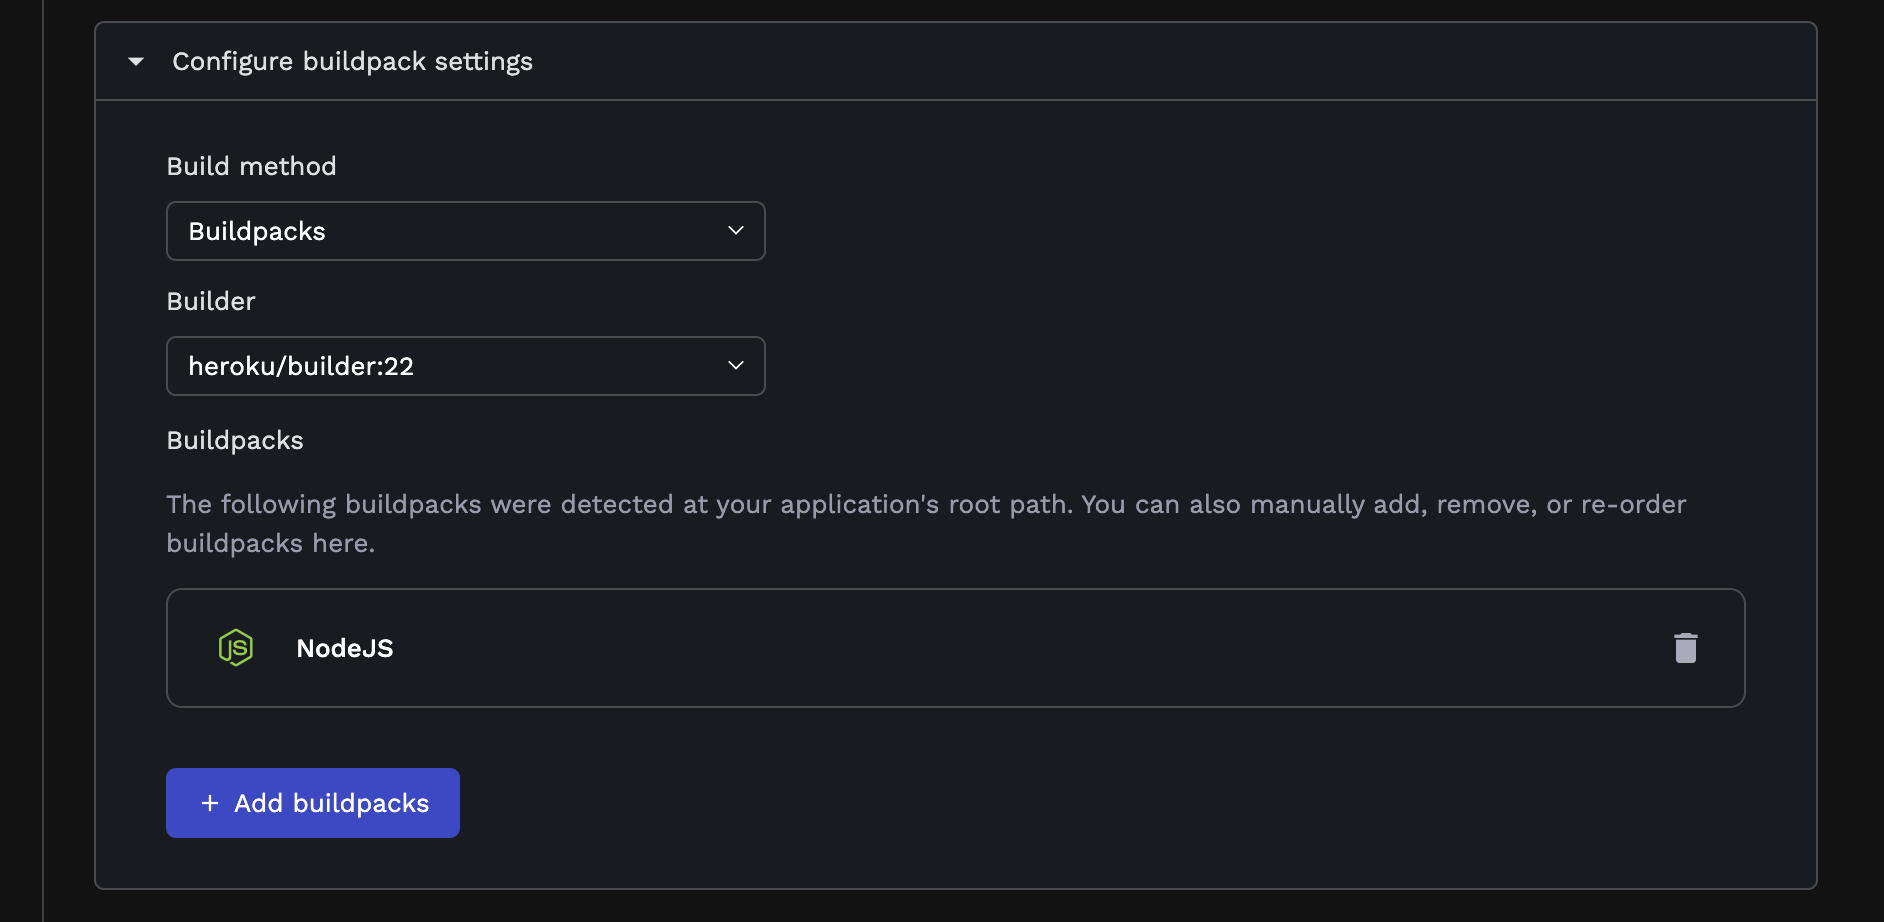 Configure buildpack settings
Build method
Buildpacks
Builder
heroku/builder:22
Buildpacks
The following buildpacks were detected at your application's root path. You can also manually add, remove, or re-order
buildpacks here.
JS NodeJS
+ Add buildpacks